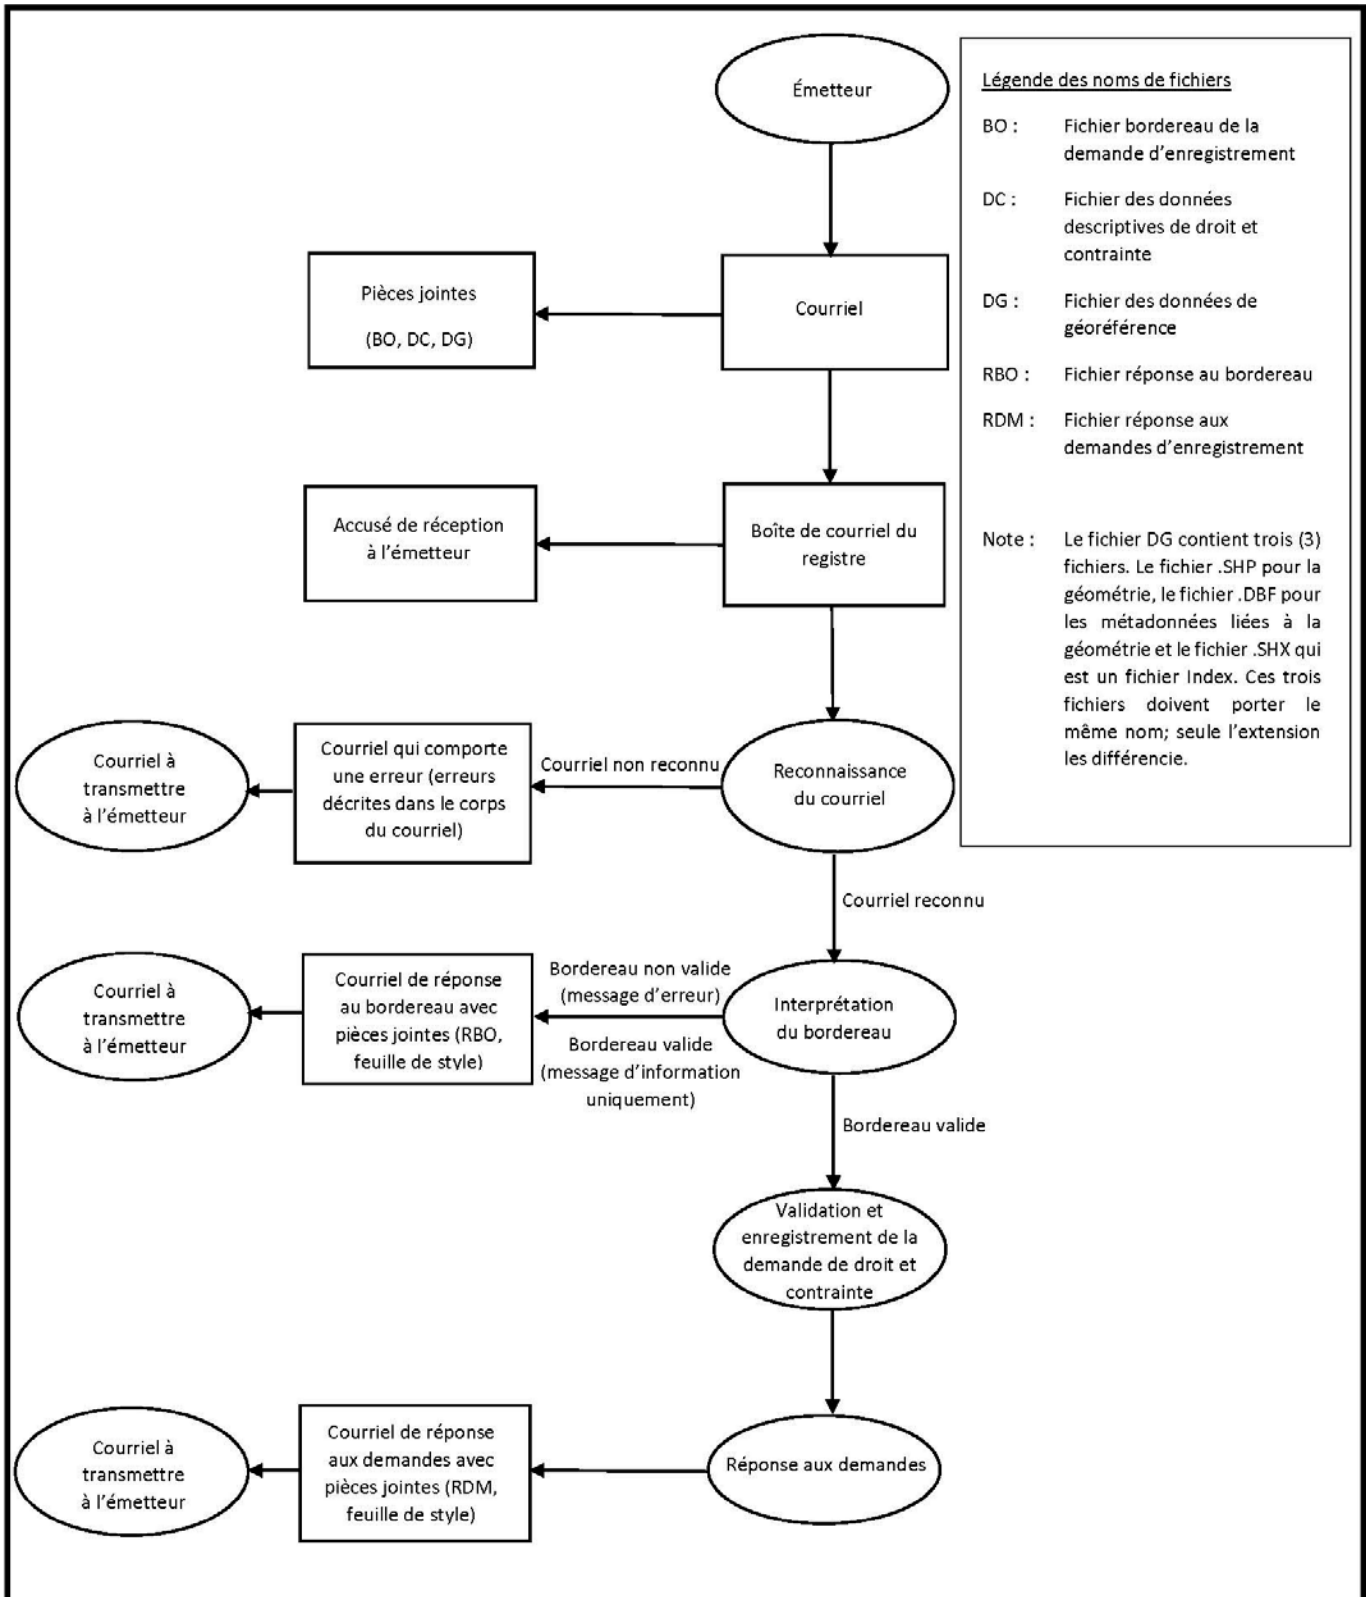 Émetteur
Courriel
Pièces jointes
(BO, DC, DG)
Boîte de courriel du
registre
Accusé de réception
à l'émetteur
Reconnaissance
du courriel
Courriel non reconnu
Courriel qui comporte
une erreur (erreurs
décrites dans le corps
du courriel)
Courriel à
transmettre
à l'émetteur
Courriel reconnu
Interprétation
du bordereau
Bordereau non valide
(message d'erreur)
Bordereau valide
(message d'information
uniquement)
Courriel de réponse
au bordereau avec
pièces jointes (RBO,
feuille de style)
Courriel à
transmettre
à l'émetteur
Bordereau valide
Validation et
enregistrement de la
demande de droit et
contrainte
Réponse aux demandes
Courriel de réponse
aux demandes avec
pièces jointes (RDM,
feuille de style)
Courriel à
transmettre
à l'émetteur
Légende des noms de fichiers
BO : Fichier bordereau de la
demande d'enregistrement
DC : Fichier des données
descriptives de droit et
contrainte
DG : Fichier des données de
géoréférence
RBO : Fichier réponse au bordereau
RDM : Fichier réponse aux
demandes d'enregistrement
Note : Le fichier DG contient trois (3)
fichiers. Le fichier .SHP pour la
géométrie, le fichier .DBF pour
les métadonnées liées à la
géométrie et le fichier .SHX qui
est un fichier Index. Ces trois
fichiers doivent porter le
même nom; seule l'extension
les différencie.